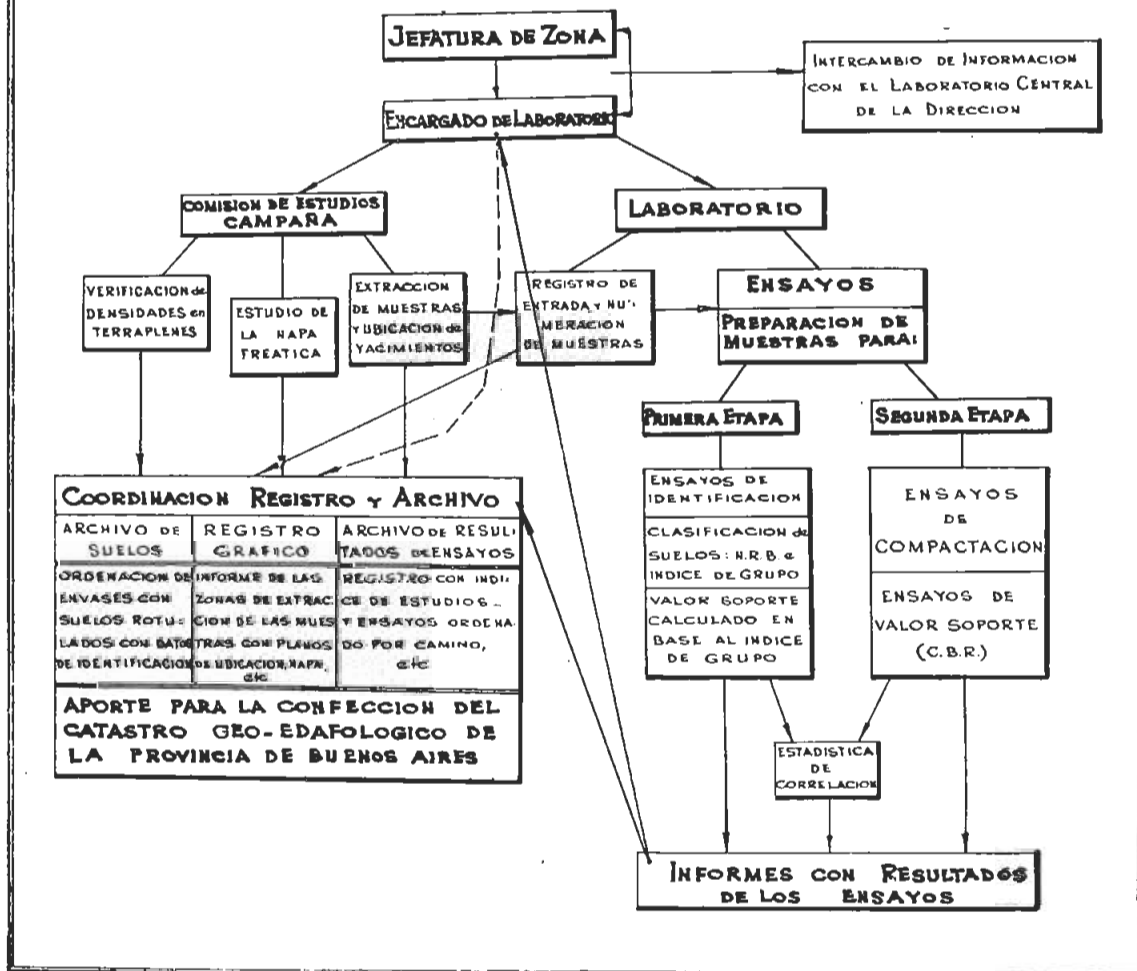 JEFATURA DE ZONA
INTERCAMBIO DE INFORMACION
CON EL LABORATORIO CENTRAL
DE LA DIRECCION
ENCARGADO DE LABORATORIO
COMISION DE ESTUDIOS
CAMPAÑA
LABORATORIO
VERIFICACION de
DENSIDADES en
TERRAPLENES
ESTUDIO DE
LA NAPA
FREATICA
EXTRACCION
DE MUESTRAS
Y UBICACION de
YACIMIENTOS
REGISTRO DE
ENTRADA Y NU-
MERACION
DE MUESTRAS
ENSAYOS
PREPARACION DE
MUESTRAS PARA:
PRIMERA ETAPA
SEGUNDA ETAPA
ENSAYOS DE
IDENTIFICACION
CLASIFICACION de
SUELOS: H.R.B. e
INDICE DE GRUPO
VALOR SOPORTE
CALCULADO EN
BASE AL INDICE
DE GRUPO
ENSAYOS
DE
COMPACTACION
ENSAYOS DE
VALOR SOPORTE
(C.B.R.)
COORDINACION REGISTRO Y ARCHIVO
ARCHIVO DE
SUELOS
REGISTRO
GRAFICO
ARCHIVO DE RESUL-
TADOS DE ENSAYOS
ORDENACION DE
ENVASES CON
SUELOS ROTU-
LADOS CON DATOS
DE IDENTIFICACION
INFORME DE LAS
ZONAS DE EXTRAC
CION DE LAS MUES
TRAS CON PLANOS
DE UBICACION, NAPA,
etc
REGISTRO CON INDI-
CE DE ESTUDIOS -
Y ENSAYOS ORDENA-
DO POR CAMINO,
etc
APORTE PARA LA CONFECCION DEL
CATASTRO GEO-EDAFOLOGICO DE
LA PROVINCIA DE BUENOS AIRES
ESTADISTICA
DE
CORRELACION
INFORMES CON RESULTADOS
DE LOS ENSAYOS